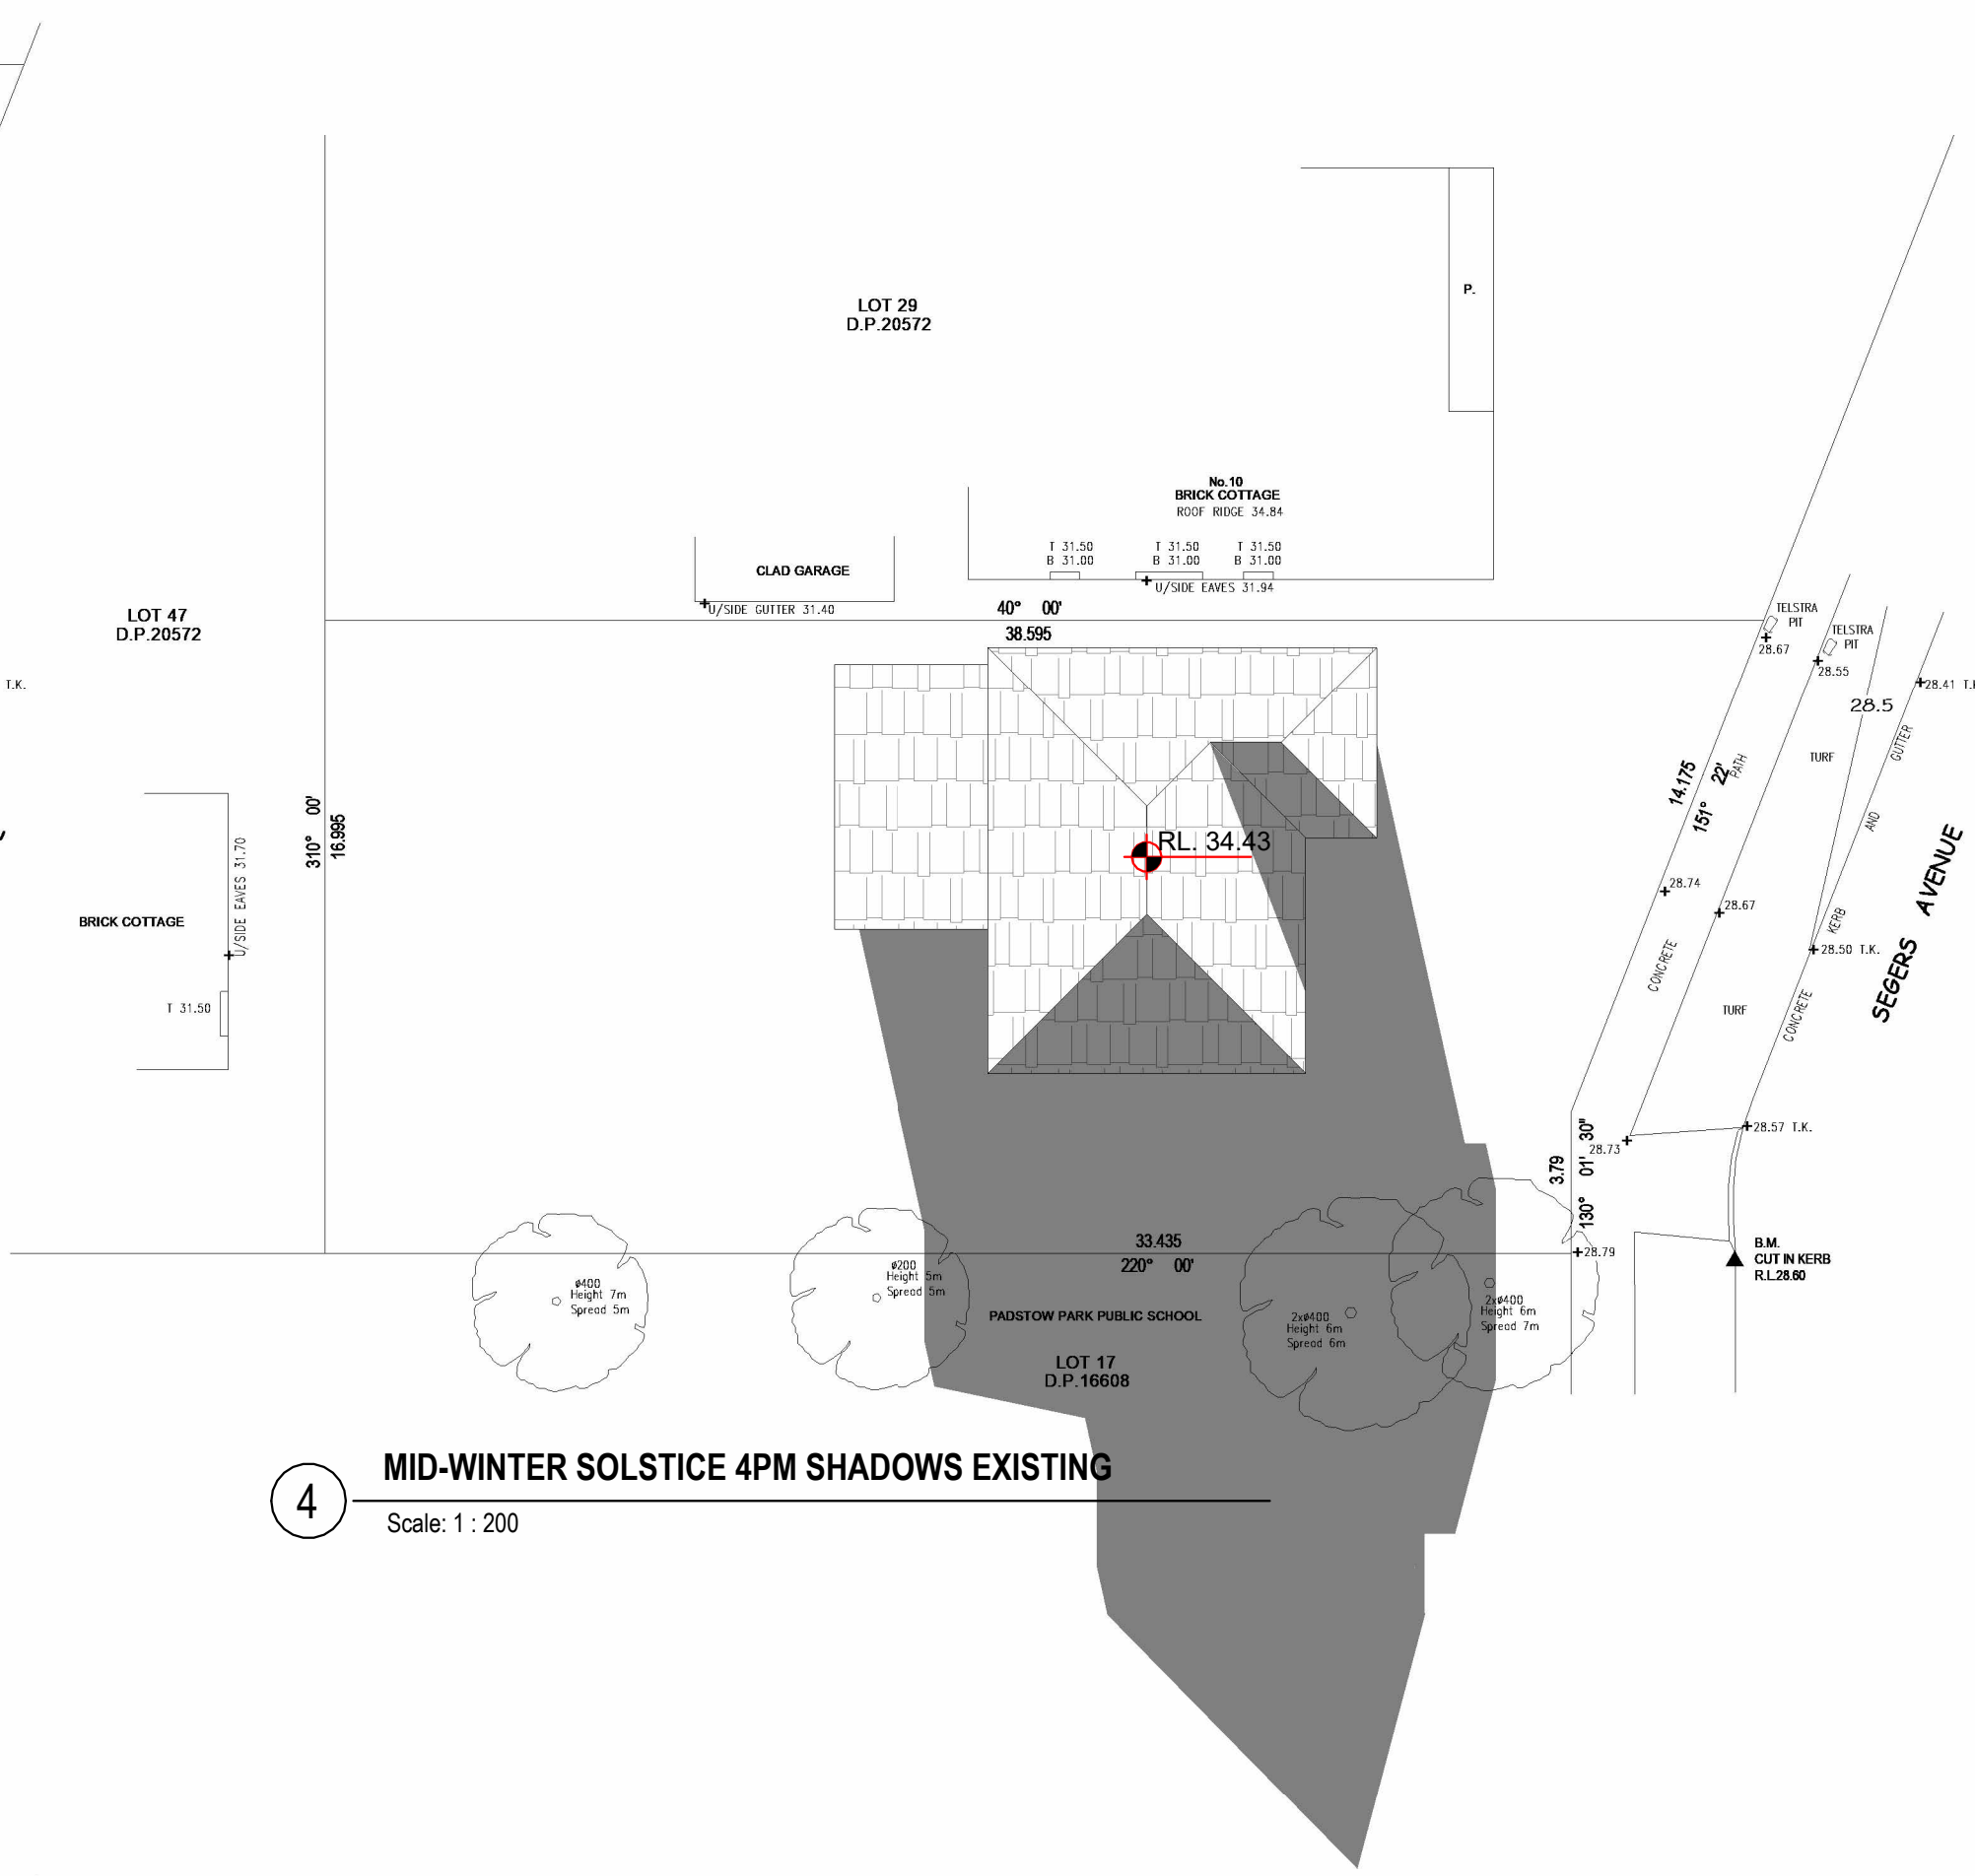 LOT 29
D.P.20572
P.
No.10
BRICK COTTAGE
ROOF RIDGE 34.84
T 31.50
B 31.00
T 31.50
B 31.00
T 31.50
B 31.00
U/SIDE EAVES 31.94
CLAD GARAGE
U/SIDE GUTTER 31.40
40° 00'
38.595
LOT 47
D.P.20572
T.K.
TELSTRA
PIT
28.67
TELSTRA
PIT
28.55
28.41
28.5
TURF
GUTTER
AND
KERB
CONCRETE
14.175
151° 22'
PATH
CONCRETE
310° 00'
16.995
RL. 34.43
U/SIDE EAVES 31.70
BRICK COTTAGE
T 31.50
28.74
28.67
28.50 T.K.
SEGERS AVENUE
TURF
28.57 T.K.
28.73
3.79
130° 01' 30"
28.79
B.M.
CUT IN KERB
R.L.28.60
33.435
220° 00'
ø400
Height 7m
Spread 5m
ø200
Height 5m
Spread 5m
PADSTOW PARK PUBLIC SCHOOL
2xø400
Height 6m
Spread 6m
2xø400
Height 6m
Spread 7m
LOT 17
D.P.16608
4
MID-WINTER SOLSTICE 4PM SHADOWS EXISTING
Scale: 1 : 200